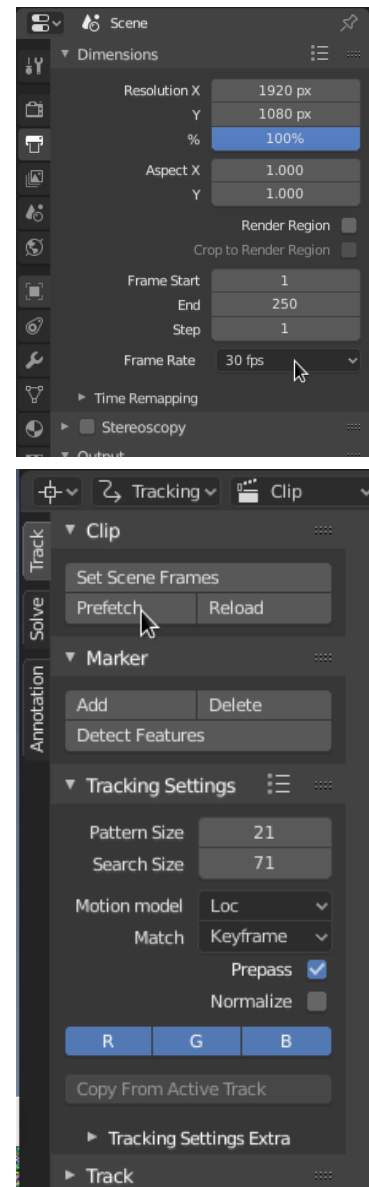 Scene
Dimensions
Resolution X 1920 px
Y 1080 px
% 100%
Aspect X 1.000
Y 1.000
Render Region
Crop to Render Region
Frame Start 1
End 250
Step 1
Frame Rate 30 fps
Time Remapping
Stereoscopy
Output
Tracking Clip
Track
Solve
Annotation
Clip
Set Scene Frames
Prefetch Reload
Marker
Add Delete
Detect Features
Tracking Settings
Pattern Size 21
Search Size 71
Motion model Loc
Match Keyframe
Prepass
Normalize
R G B
Copy From Active Track
Tracking Settings Extra
Track